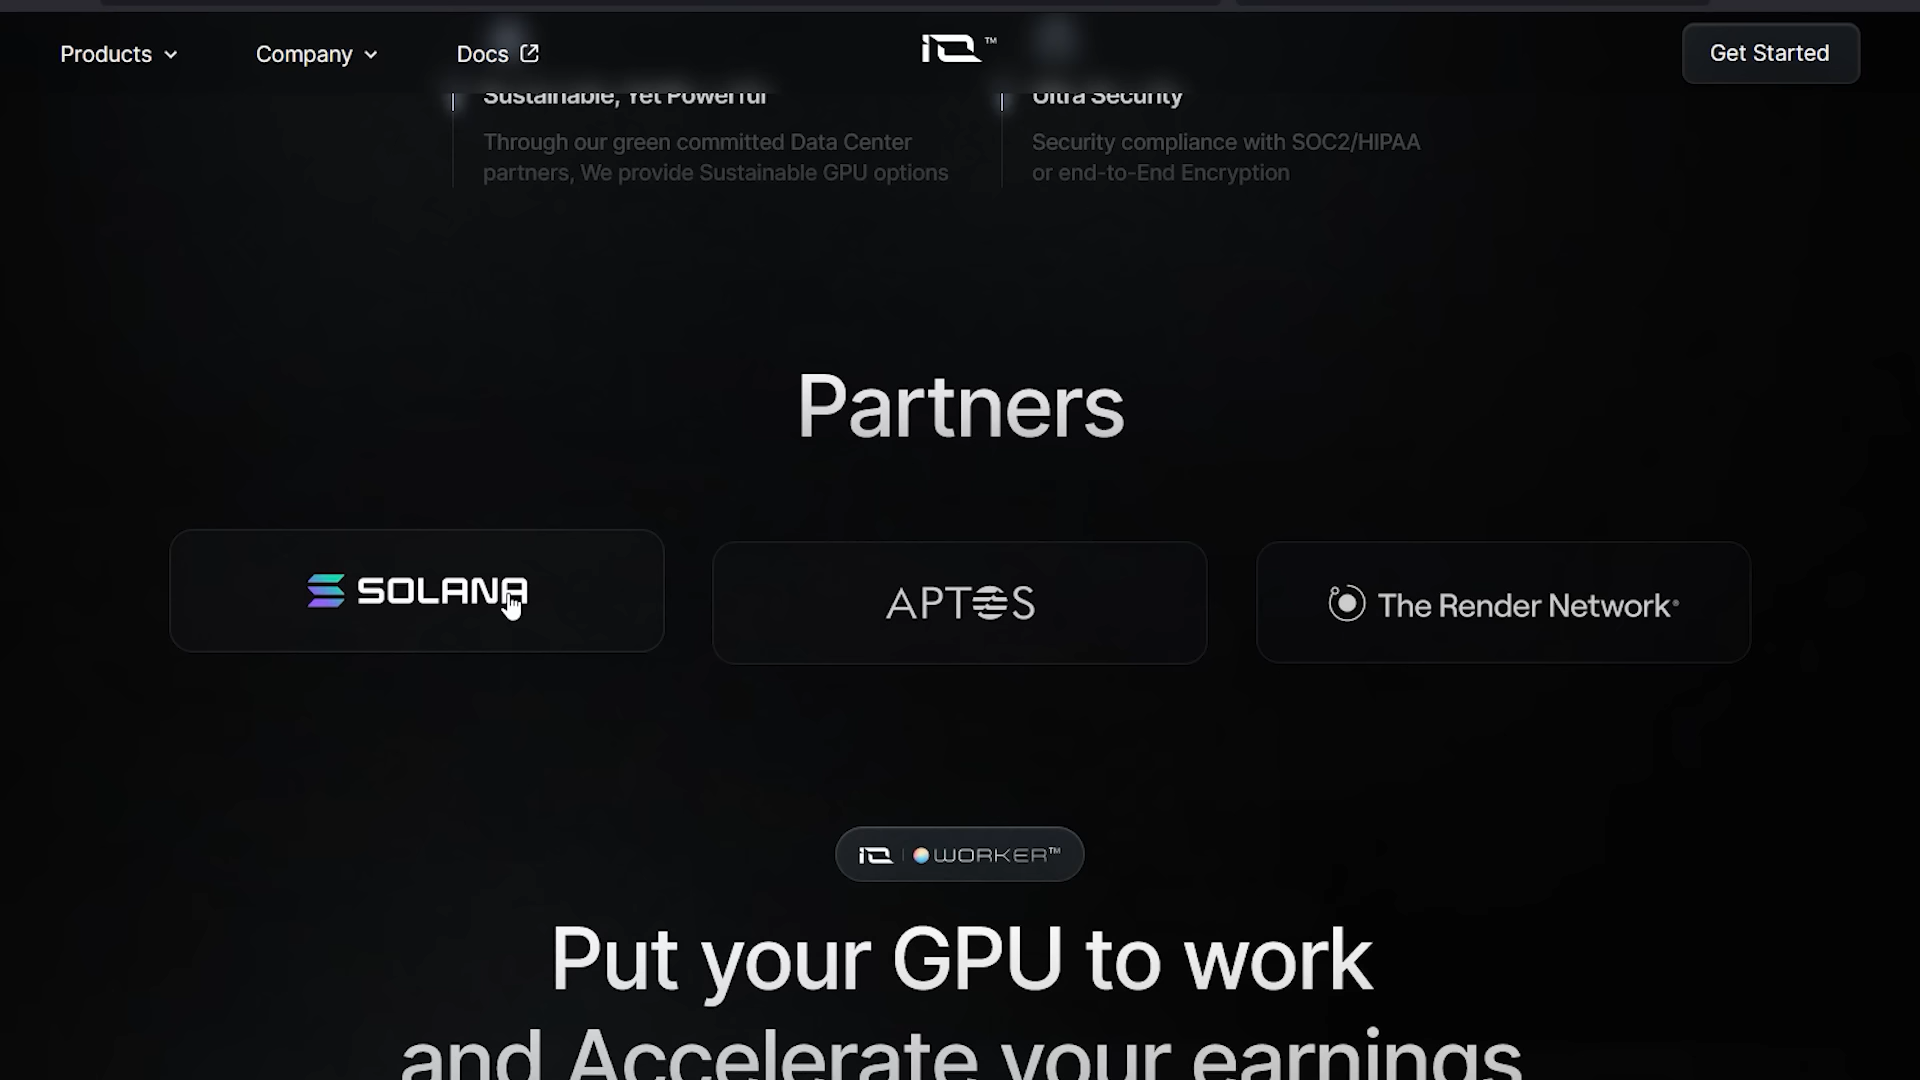 Products
Company
Docs
iO™
Get Started
Sustainable, Yet Powerful
Through our green committed Data Center
partners, We provide Sustainable GPU options
Ultra Security
Security compliance with SOC2/HIPAA
or end-to-End Encryption
Partners
SOLANA
APTOS
The Render Network®
iO | WORKER™
Put your GPU to work
and Accelerate your earnings